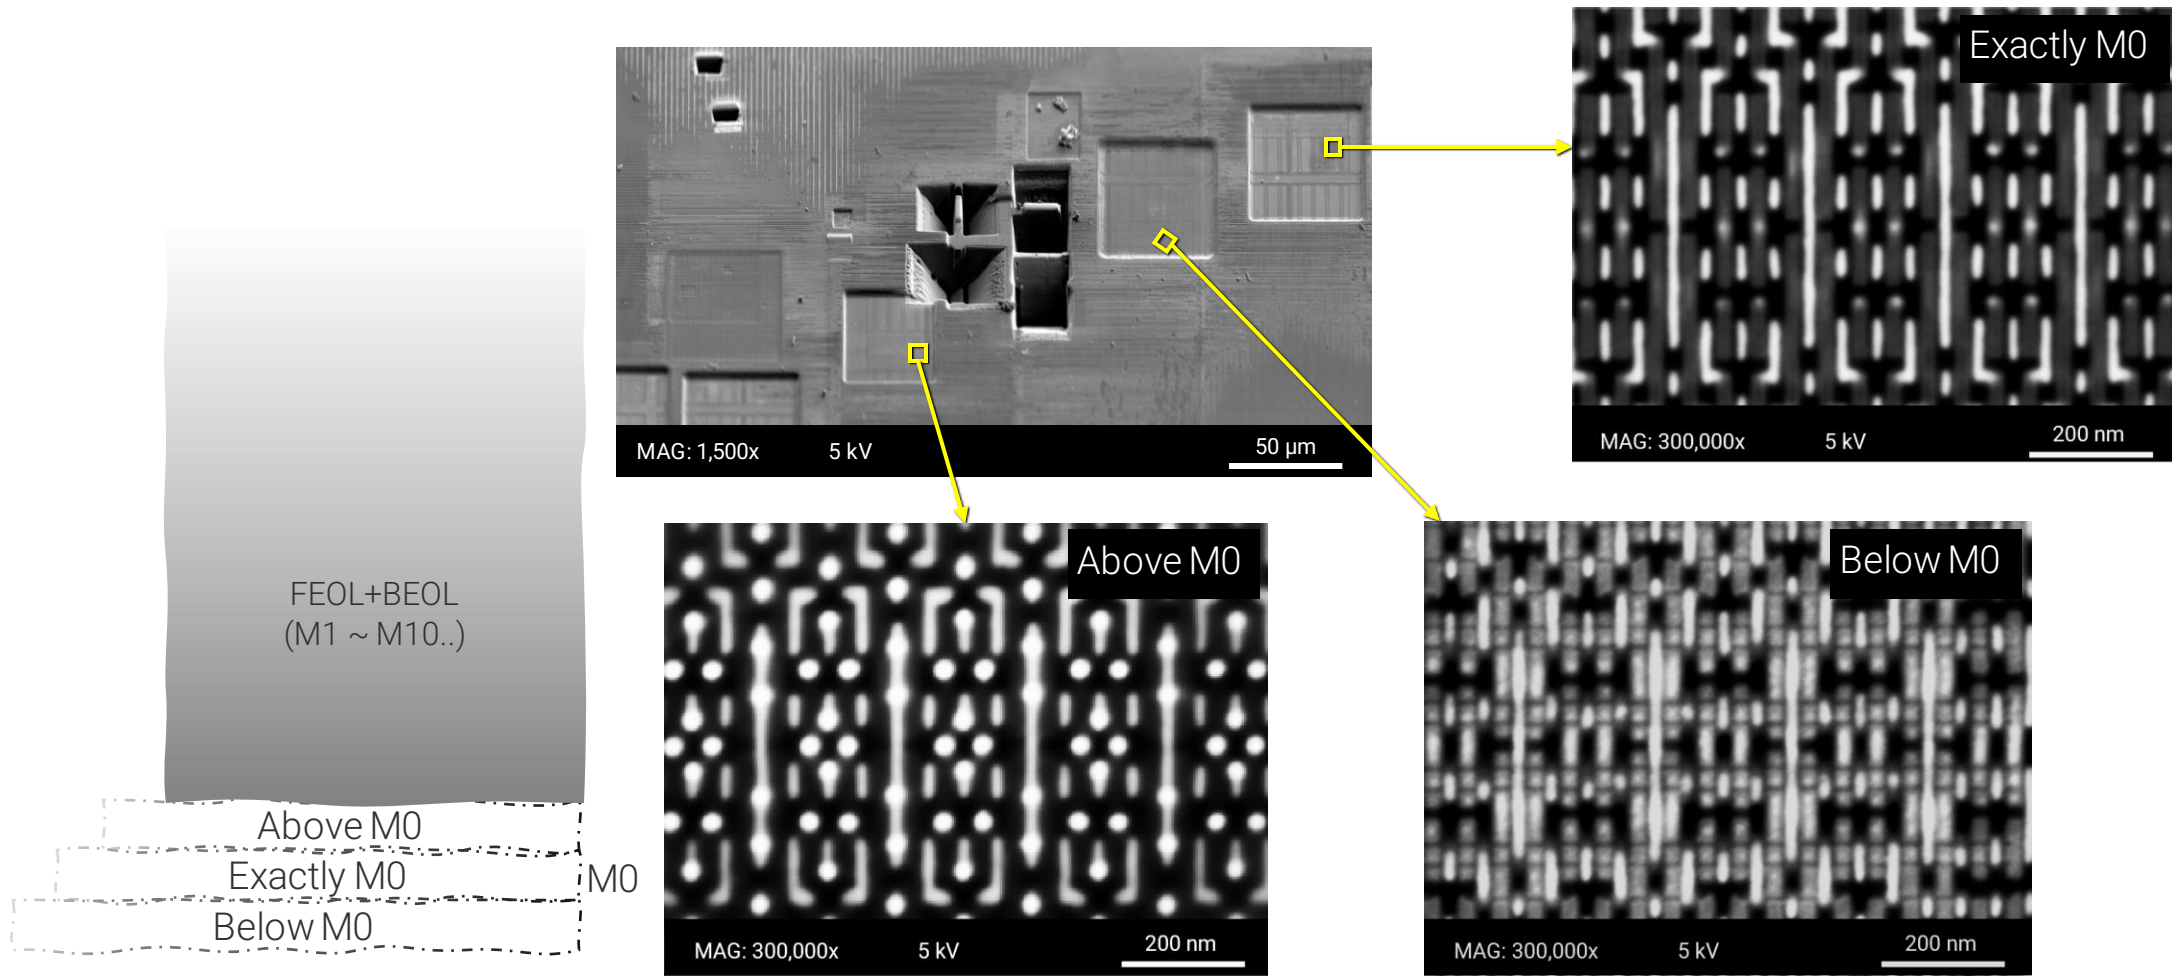 Exactly M0
MAG: 300,000x 5 kV 200 nm
MAG: 1,500x 5 kV 50 µm
Above M0
MAG: 300,000x 5 kV 200 nm
Below M0
MAG: 300,000x 5 kV 200 nm
FEOL+BEOL
(M1 ~ M10..)
Above M0
Exactly M0
M0
Below M0